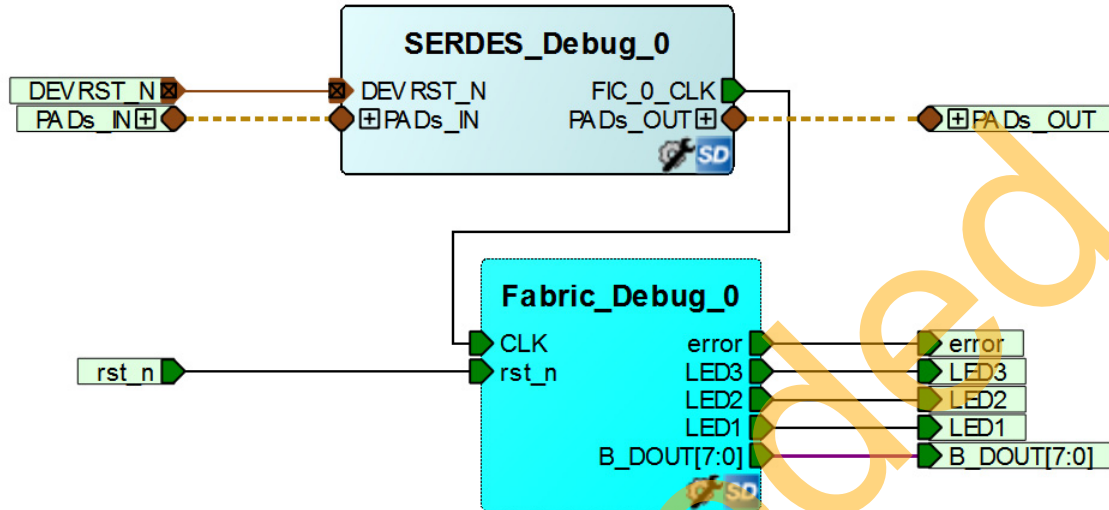 SERDES_Debug_0
DEVRST_N DEVRST_N FIC_0_CLK
PADs_IN PADs_IN PADs_OUT PADs_OUT
SD
Fabric_Debug_0
CLK error error
rst_n rst_n LED3 LED3
LED2 LED2
LED1 LED1
B_DOUT[7:0] B_DOUT[7:0]
SD
ded